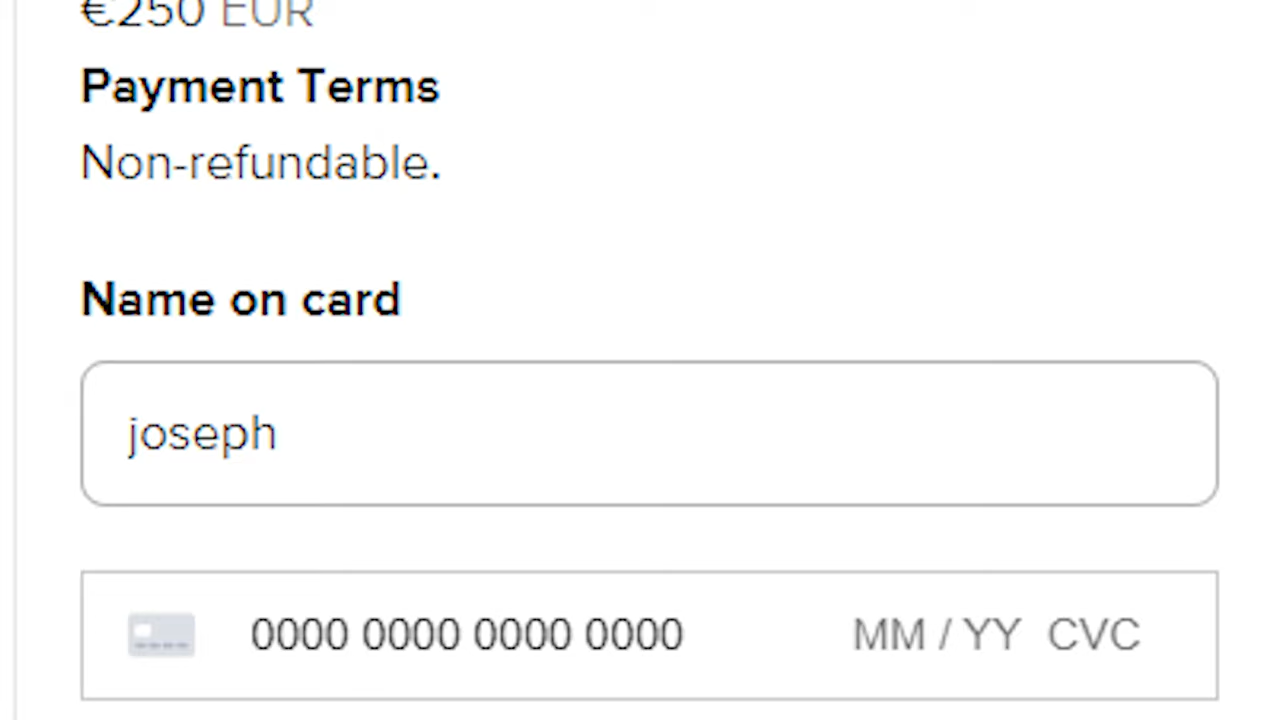 €250 EUR
Payment Terms
Non-refundable.
Name on card
joseph
0000 0000 0000 0000 MM / YY CVC